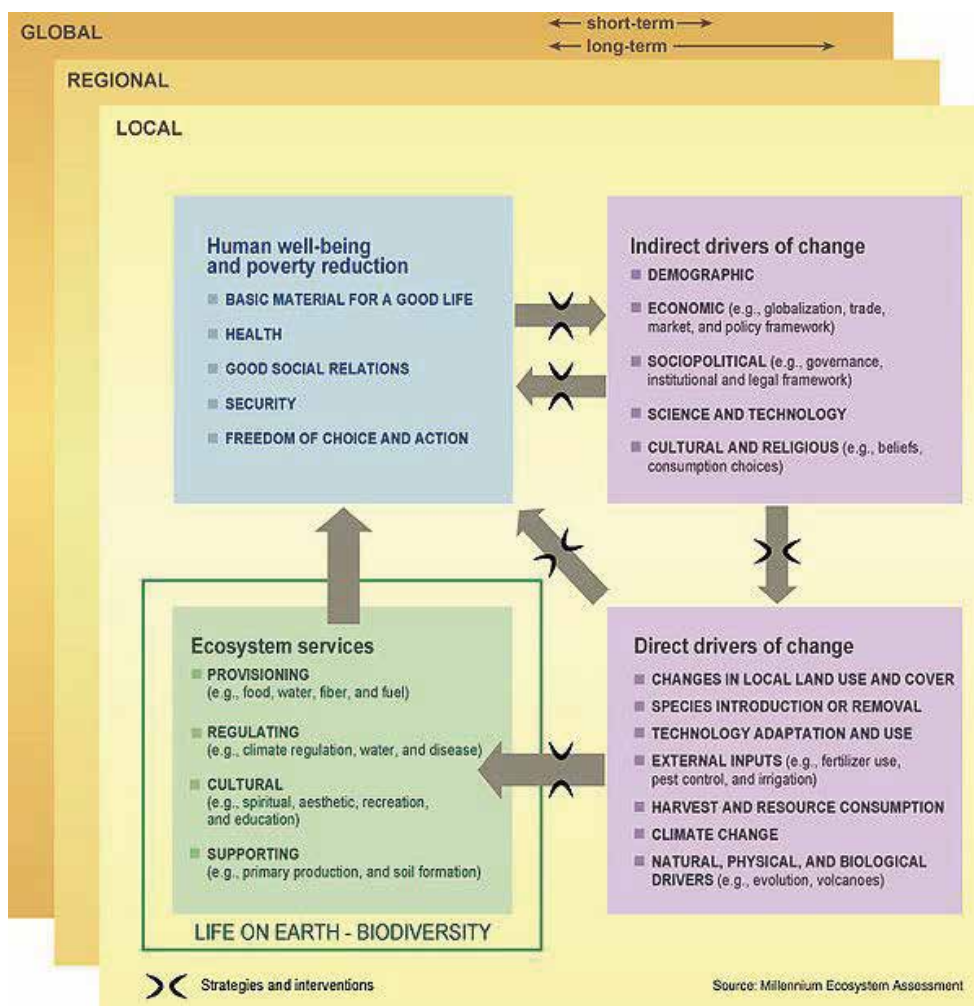 GLOBAL
short-term
long-term
REGIONAL
LOCAL
Human well-being
and poverty reduction
BASIC MATERIAL FOR A GOOD LIFE
HEALTH
GOOD SOCIAL RELATIONS
SECURITY
FREEDOM OF CHOICE AND ACTION
Indirect drivers of change
DEMOGRAPHIC
ECONOMIC (e.g., globalization, trade,
market, and policy framework)
SOCIOPOLITICAL (e.g., governance,
institutional and legal framework)
SCIENCE AND TECHNOLOGY
CULTURAL AND RELIGIOUS (e.g., beliefs,
consumption choices)
Ecosystem services
PROVISIONING
(e.g., food, water, fiber, and fuel)
REGULATING
(e.g., climate regulation, water, and disease)
CULTURAL
(e.g., spiritual, aesthetic, recreation,
and education)
SUPPORTING
(e.g., primary production, and soil formation)
LIFE ON EARTH - BIODIVERSITY
Direct drivers of change
CHANGES IN LOCAL LAND USE AND COVER
SPECIES INTRODUCTION OR REMOVAL
TECHNOLOGY ADAPTATION AND USE
EXTERNAL INPUTS (e.g., fertilizer use,
pest control, and irrigation)
HARVEST AND RESOURCE CONSUMPTION
CLIMATE CHANGE
NATURAL, PHYSICAL, AND BIOLOGICAL
DRIVERS (e.g., evolution, volcanoes)
Strategies and interventions
Source: Millennium Ecosystem Assessment